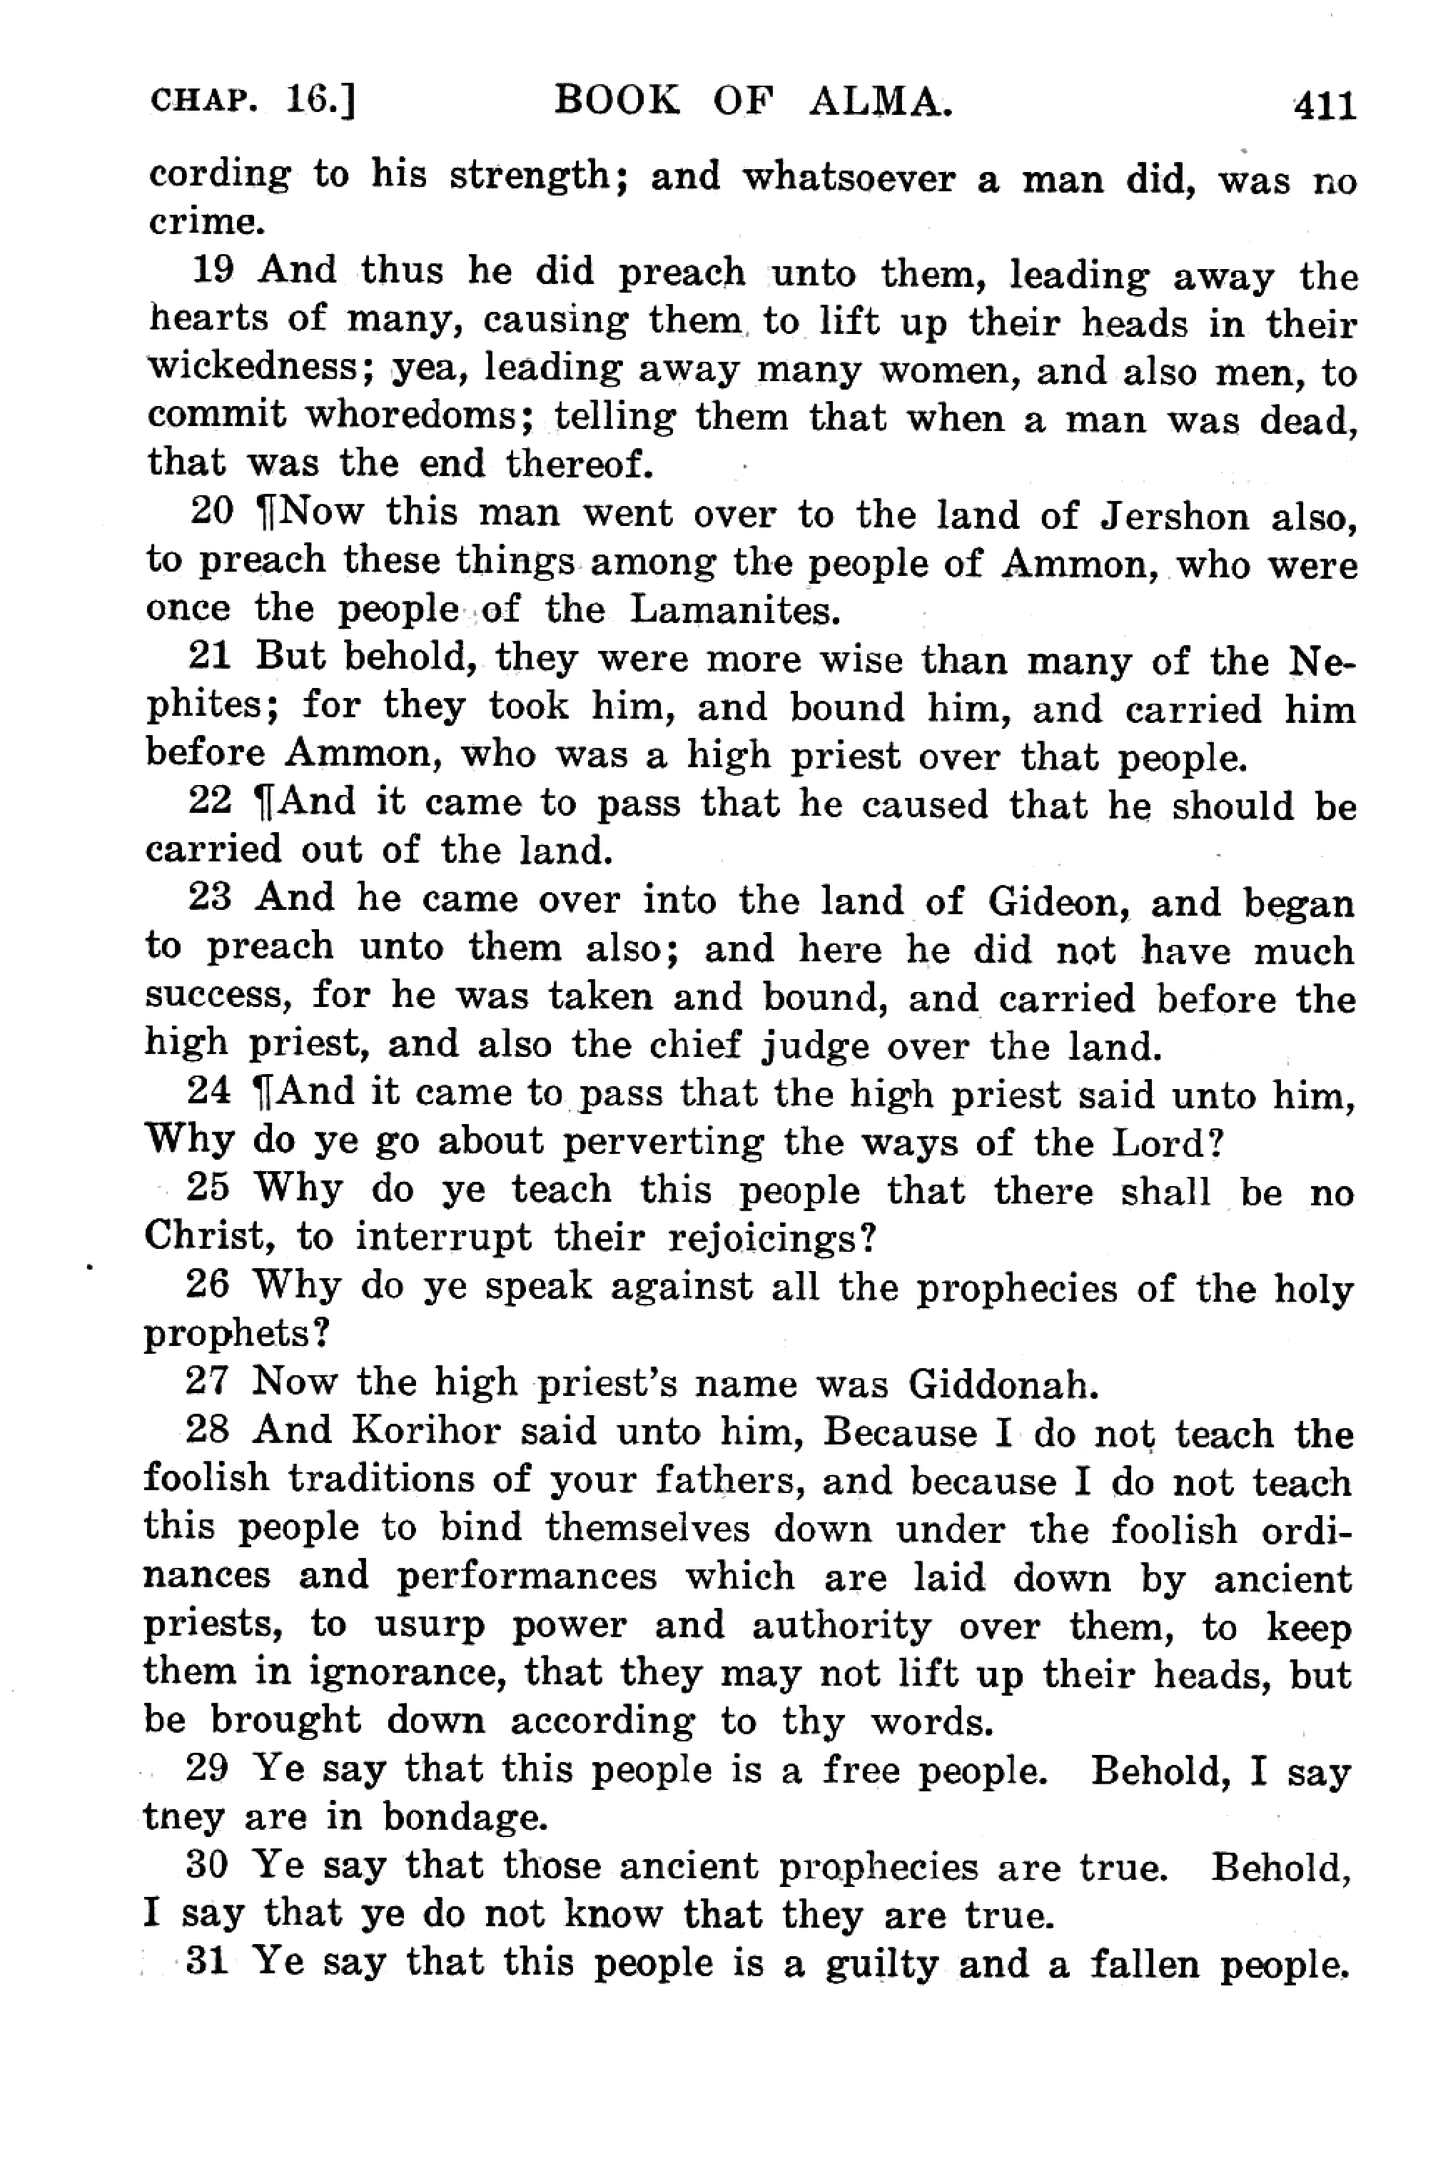 CHAP. 16.] BOOK OF ALMA. 411
cording to his strength; and whatsoever a man did, was no
crime.
19 And thus he did preach unto them, leading away the
hearts of many, causing them to lift up their heads in their
wickedness; yea, leading away many women, and also men, to
commit whoredoms; telling them that when a man was dead,
that was the end thereof.
20 ¶Now this man went over to the land of Jershon also,
to preach these things among the people of Ammon, who were
once the people of the Lamanites.
21 But behold, they were more wise than many of the Ne-
phites; for they took him, and bound him, and carried him
before Ammon, who was a high priest over that people.
22 ¶And it came to pass that he caused that he should be
carried out of the land.
23 And he came over into the land of Gideon, and began
to preach unto them also; and here he did not have much
success, for he was taken and bound, and carried before the
high priest, and also the chief judge over the land.
24 ¶And it came to pass that the high priest said unto him,
Why do ye go about perverting the ways of the Lord?
25 Why do ye teach this people that there shall be no
Christ, to interrupt their rejoicings?
26 Why do ye speak against all the prophecies of the holy
prophets?
27 Now the high priest's name was Giddonah.
28 And Korihor said unto him, Because I do not teach the
foolish traditions of your fathers, and because I do not teach
this people to bind themselves down under the foolish ordi-
nances and performances which are laid down by ancient
priests, to usurp power and authority over them, to keep
them in ignorance, that they may not lift up their heads, but
be brought down according to thy words.
29 Ye say that this people is a free people. Behold, I say
tney are in bondage.
30 Ye say that those ancient prophecies are true. Behold,
I say that ye do not know that they are true.
31 Ye say that this people is a guilty and a fallen people.